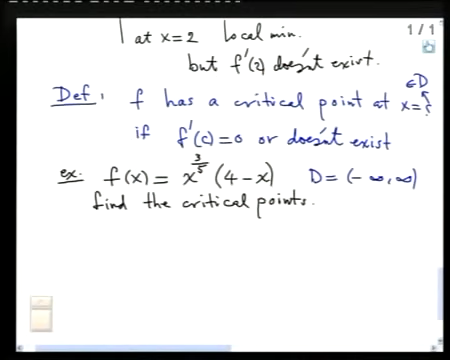 at x=2 local min.
1/1
but f'(2) doesn't exist.
Def: f has a critical point at x=c ∈D
if f'(c)=0 or doesn't exist
ex. f(x) = x^{3/5} (4-x) D=(-∞,∞)
find the critical points.